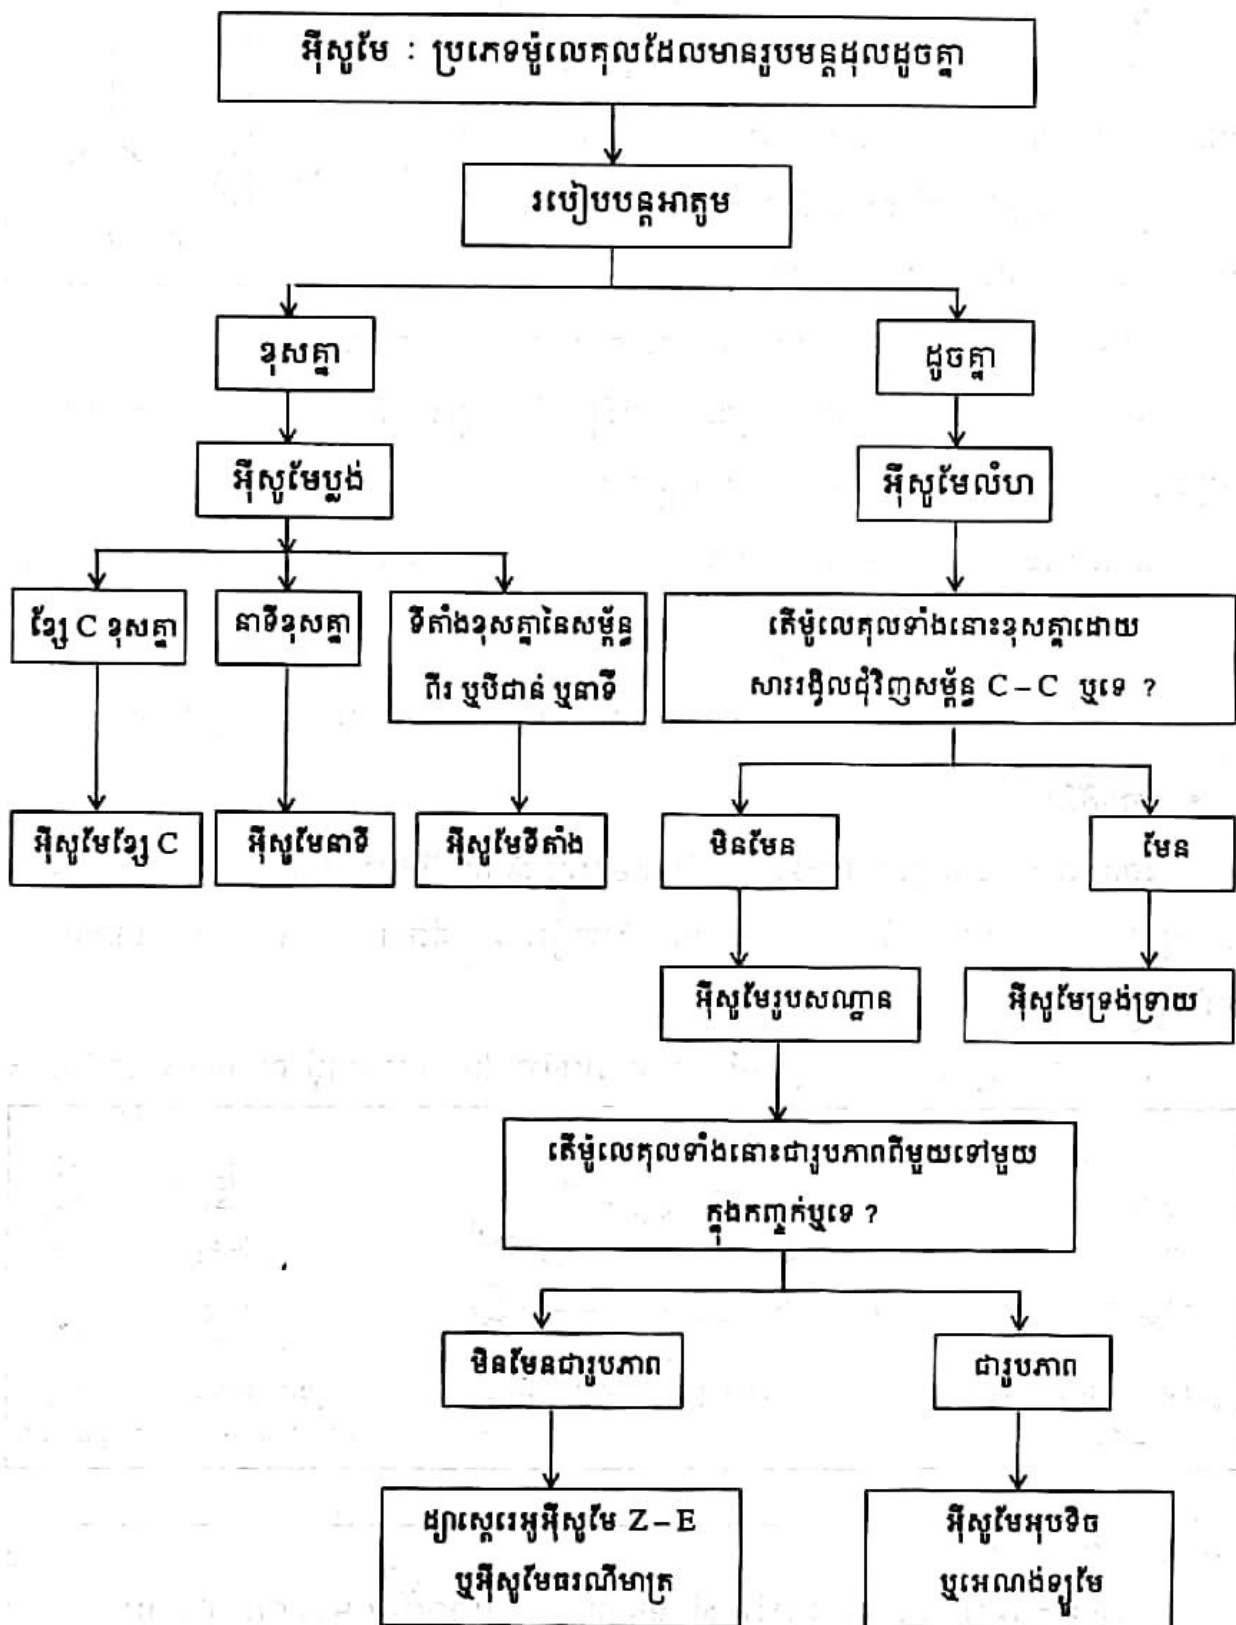 អ៊ីសូមែ : ប្រភេទម៉ូលេគុលដែលមានរូបមន្តដុលដូចគ្នា
របៀបបន្តអាតូម
ខុសគ្នា
ដូចគ្នា
អ៊ីសូមែប្លង់
អ៊ីសូមែលំហ
ខ្សែ C ខុសគ្នា
នាទីខុសគ្នា
ទីតាំងខុសគ្នានៃសម្ព័ន្ធ
ពីរ ឬបីជាន់ ឬនាទី
តើម៉ូលេគុលទាំងនោះខុសគ្នាដោយ
សាររង្វិលជុំវិញសម្ព័ន្ធ C – C ឬទេ ?
អ៊ីសូមែខ្សែ C
អ៊ីសូមែនាទី
អ៊ីសូមែទីតាំង
មិនមែន
មែន
អ៊ីសូមែរូបសណ្ឋាន
អ៊ីសូមែទ្រង់ទ្រាយ
តើម៉ូលេគុលទាំងនោះជារូបភាពពីមួយទៅមួយ
ក្នុងកញ្ចក់ឬទេ ?
មិនមែនជារូបភាព
ជារូបភាព
ដ្យាស្តេរេអូអ៊ីសូមែ Z – E
ឬអ៊ីសូមែធរណីមាត្រ
អ៊ីសូមែអុបទិច
ឬអេណង់ទ្យូមែ